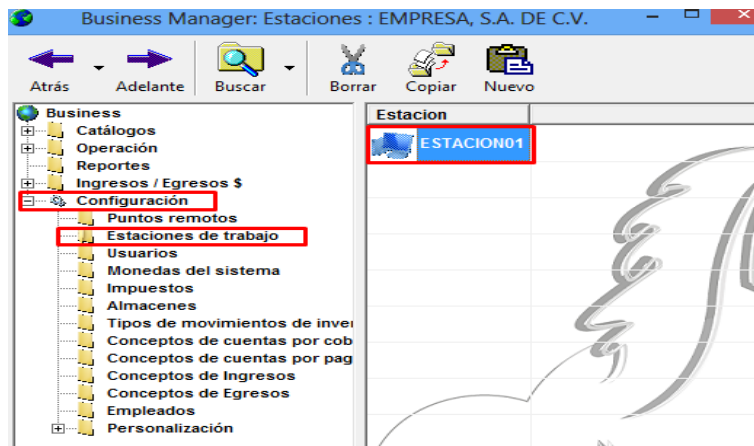 Business Manager: Estaciones : EMPRESA, S.A. DE C.V.
Atrás Adelante Buscar Borrar Copiar Nuevo
Business
Catálogos
Operación
Reportes
Ingresos / Egresos $
Configuración
Puntos remotos
Estaciones de trabajo
Usuarios
Monedas del sistema
Impuestos
Almacenes
Tipos de movimientos de inver
Conceptos de cuentas por cob
Conceptos de cuentas por pag
Conceptos de Ingresos
Conceptos de Egresos
Empleados
Personalización
Estacion
ESTACION01